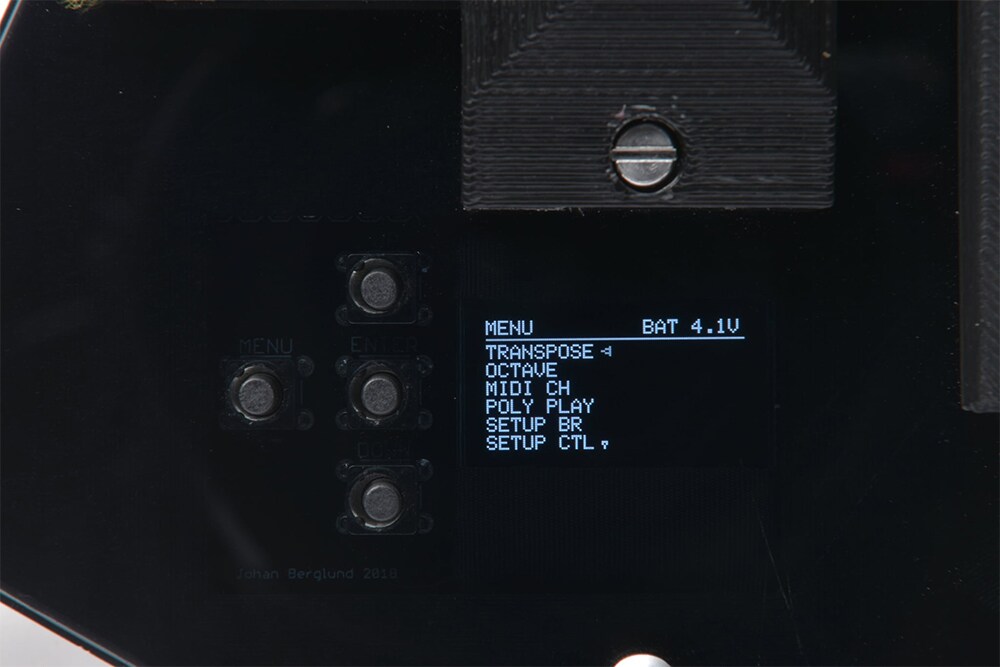 MENU BAT 4.1V
TRANSPOSE
OCTAVE
MIDI CH
POLY PLAY
SETUP BR
SETUP CTL
MENU ENTER
Johan Berglund 2018